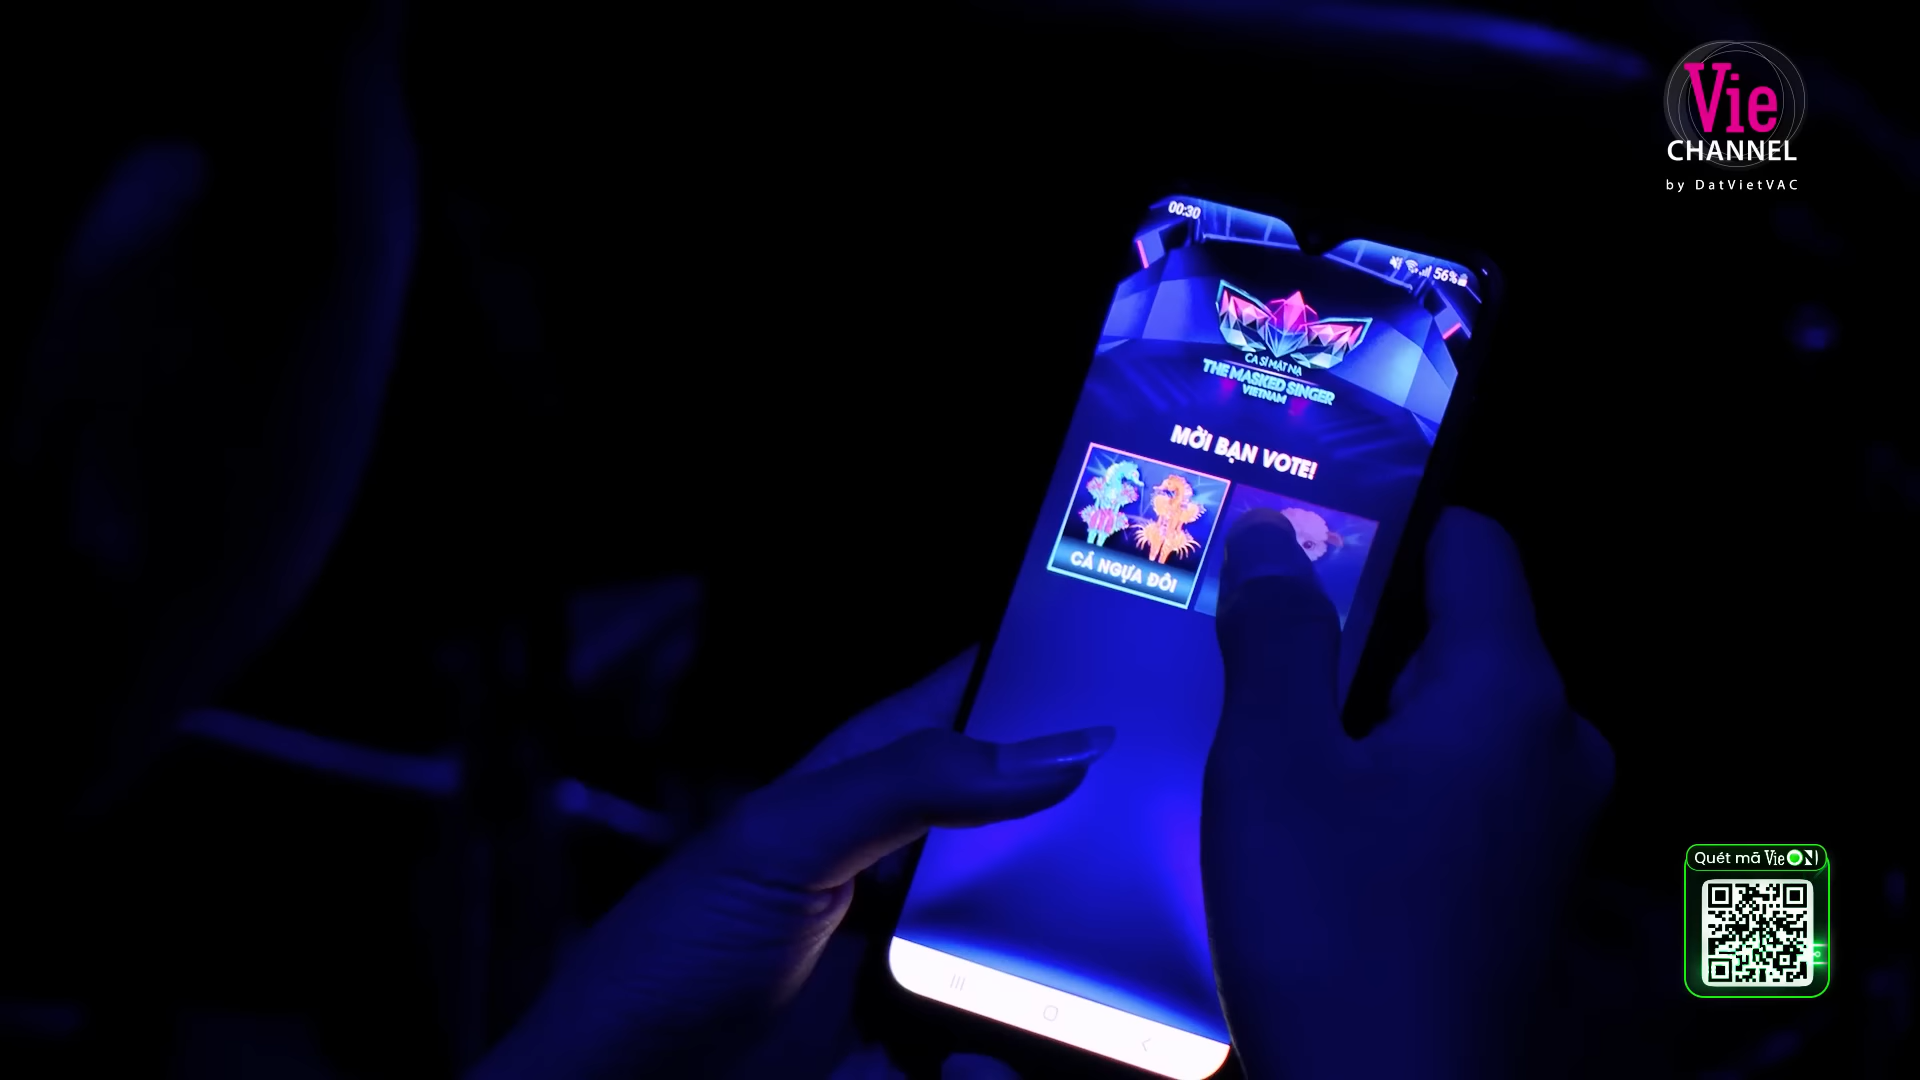 Vie
CHANNEL
by DatVietVAC
00:30
56%
CA SĨ MẶT NẠ
THE MASKED SINGER
VIETNAM
MỜI BẠN VOTE!
CÁ NGỰA ĐÔI
Quét mã VieON